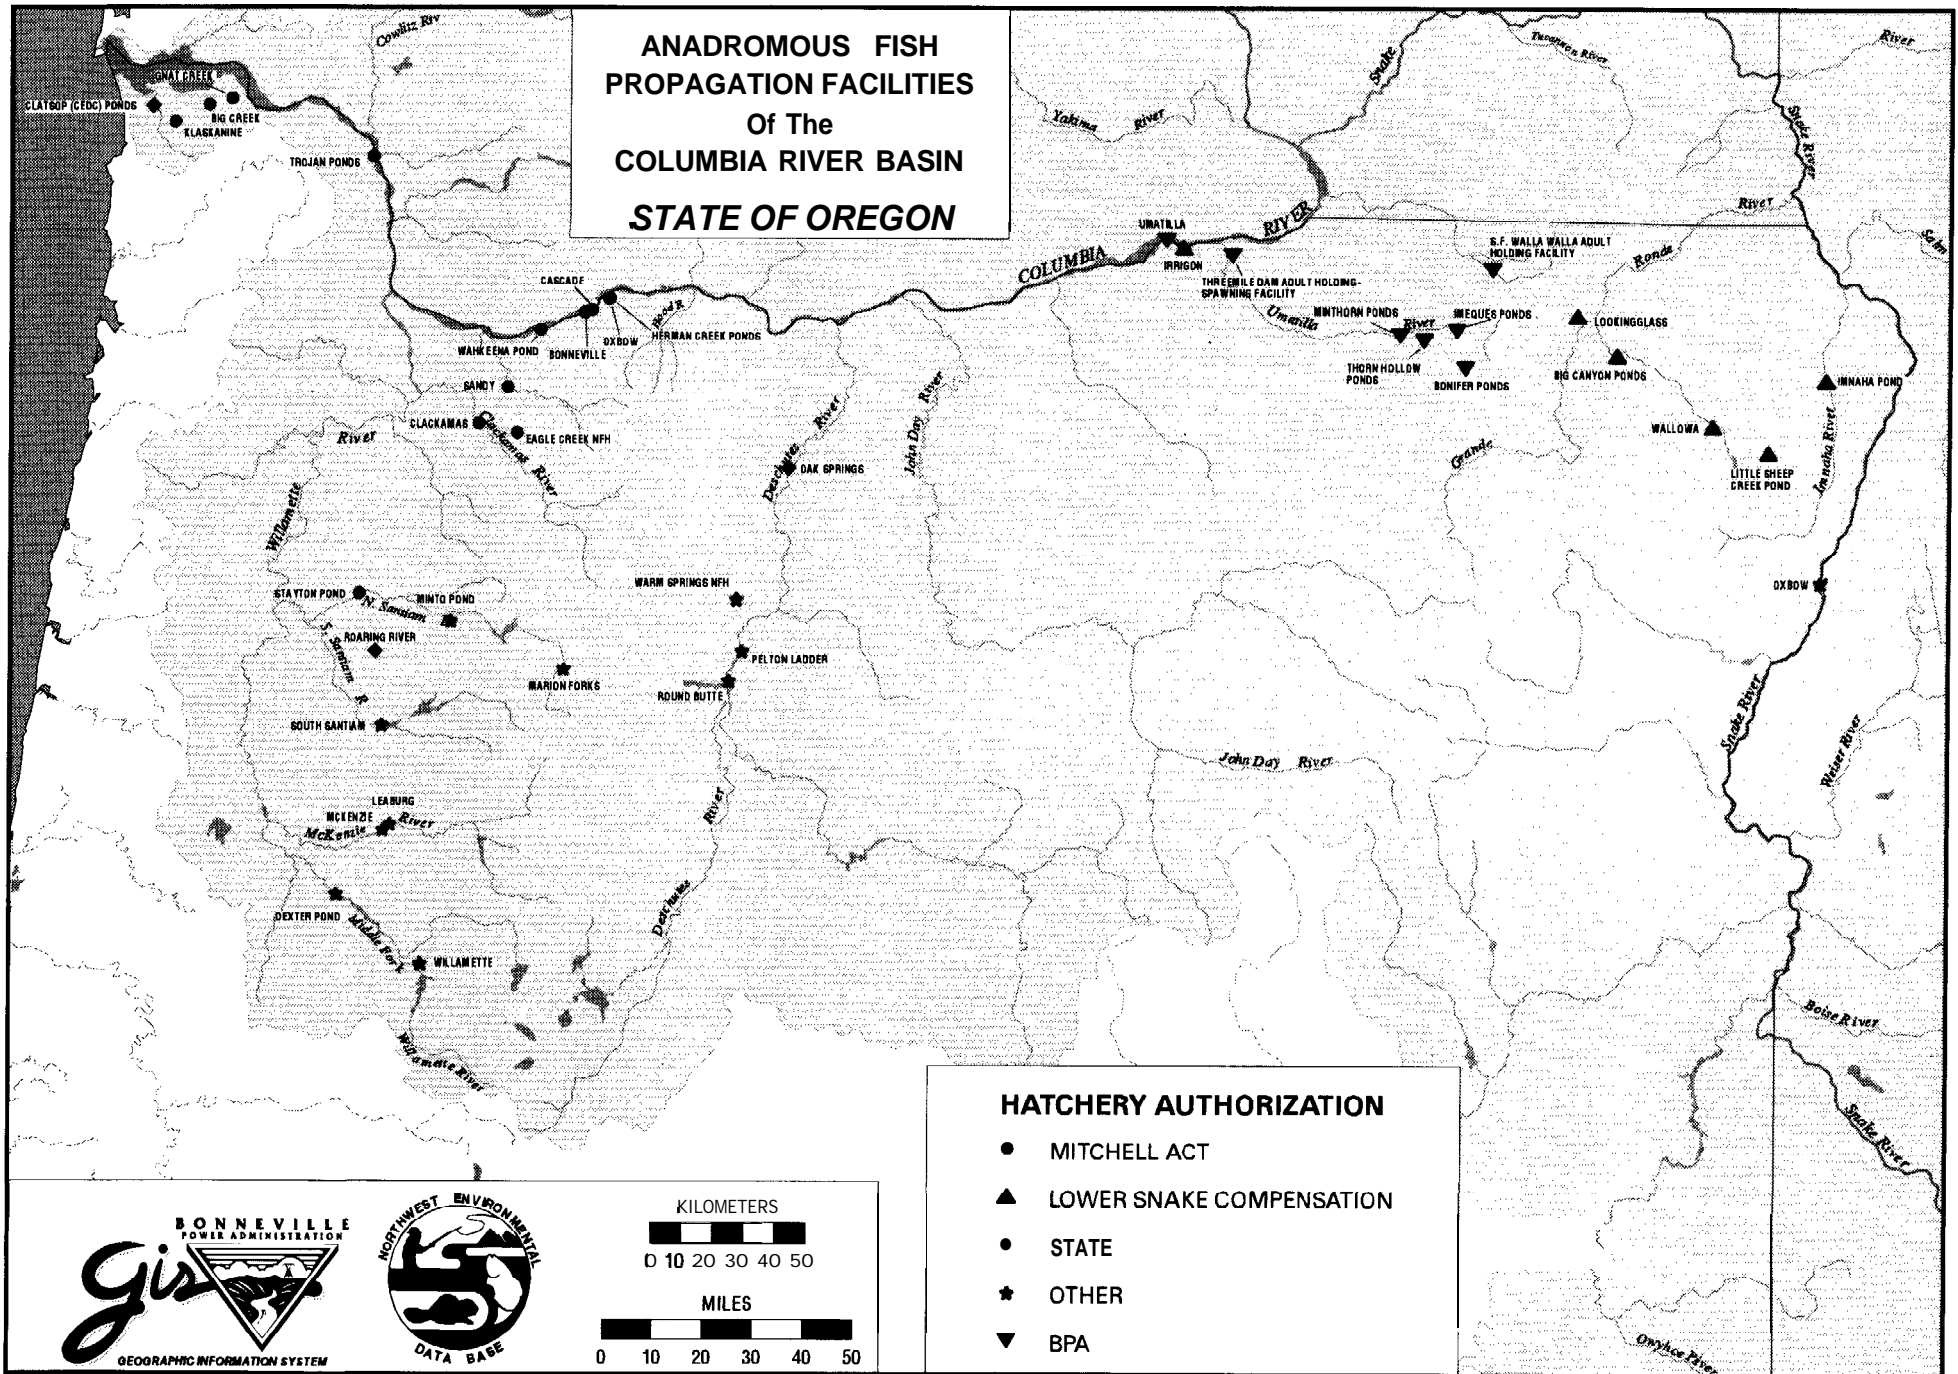 ANADROMOUS FISH
PROPAGATION FACILITIES
Of The
COLUMBIA RIVER BASIN
STATE OF OREGON
Cowlitz Riv
GNAT CREEK
CLATSOP (CEDC) PONDS
BIG CREEK
KLASKANINE
TROJAN PONDS
Yakima River
Snake
Tucannon River
River
Snake River
River
Salm
UMATILLA
COLUMBIA RIVER
IRRIGON
THREEMILE DAM ADULT HOLDING-
SPAWNING FACILITY
S.F. WALLA WALLA ADULT
HOLDING FACILITY
Ronde
CASCADE
Hood R
HERMAN CREEK PONDS
OXBOW
WAHKEENA POND
BONNEVILLE
Umatilla River
MINTHORN PONDS
IMEQUES PONDS
THORN HOLLOW
PONDS
BONIFER PONDS
LOOKINGGLASS
BIG CANYON PONDS
IMNAHA POND
SANDY
CLACKAMAS
EAGLE CREEK NFH
Clackamas River
River
Willamette
Deschutes River
OAK SPRINGS
John Day River
WALLOWA
Grande
LITTLE SHEEP
CREEK POND
Imnaha River
STAYTON POND
N. Santiam
MINTO POND
S. Santiam R
ROARING RIVER
MARION FORKS
SOUTH SANTIAM
WARM SPRINGS NFH
PELTON LADDER
ROUND BUTTE
OXBOW
Snake River
Weiser River
John Day River
LEABURG
MCKENZIE
McKenzie River
River
Deschutes
DEXTER POND
Middle Fork
WILLAMETTE
Willamette River
Boise River
Snake River
Owyhee River
HATCHERY AUTHORIZATION
MITCHELL ACT
LOWER SNAKE COMPENSATION
STATE
OTHER
BPA
BONNEVILLE
POWER ADMINISTRATION
Gis
GEOGRAPHIC INFORMATION SYSTEM
NORTHWEST ENVIRONMENTAL
DATA BASE
KILOMETERS
0 10 20 30 40 50
MILES
0 10 20 30 40 50